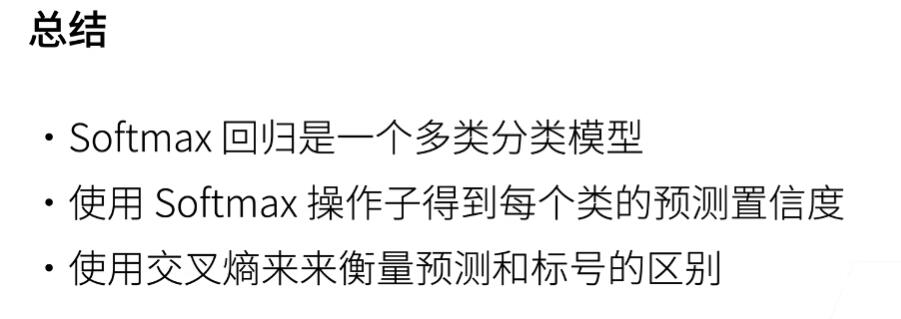 总结
• Softmax 回归是一个多类分类模型
• 使用 Softmax 操作子得到每个类的预测置信度
• 使用交叉熵来来衡量预测和标号的区别